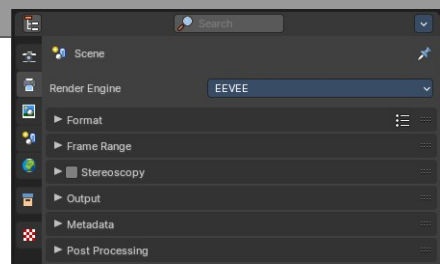 Search
Scene
Render Engine EEVEE
Format
Frame Range
Stereoscopy
Output
Metadata
Post Processing